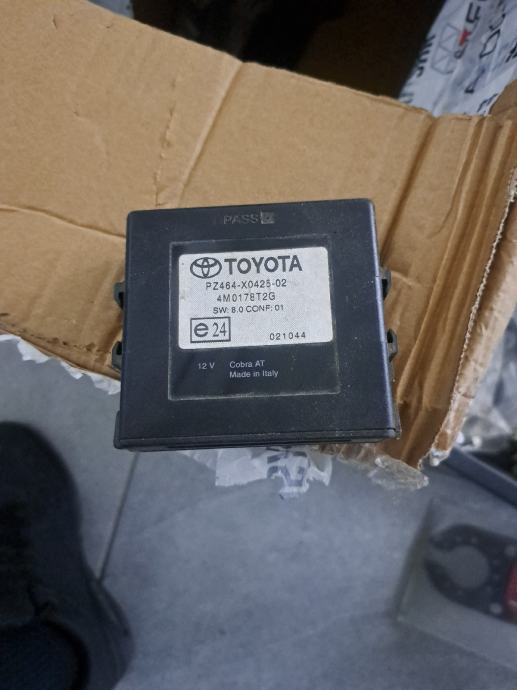 PASS
TOYOTA
PZ464-X0425-02
4M0178T2G
SW: 8.0 CONF: 01
e24
021044
12 V Cobra AT
Made in Italy